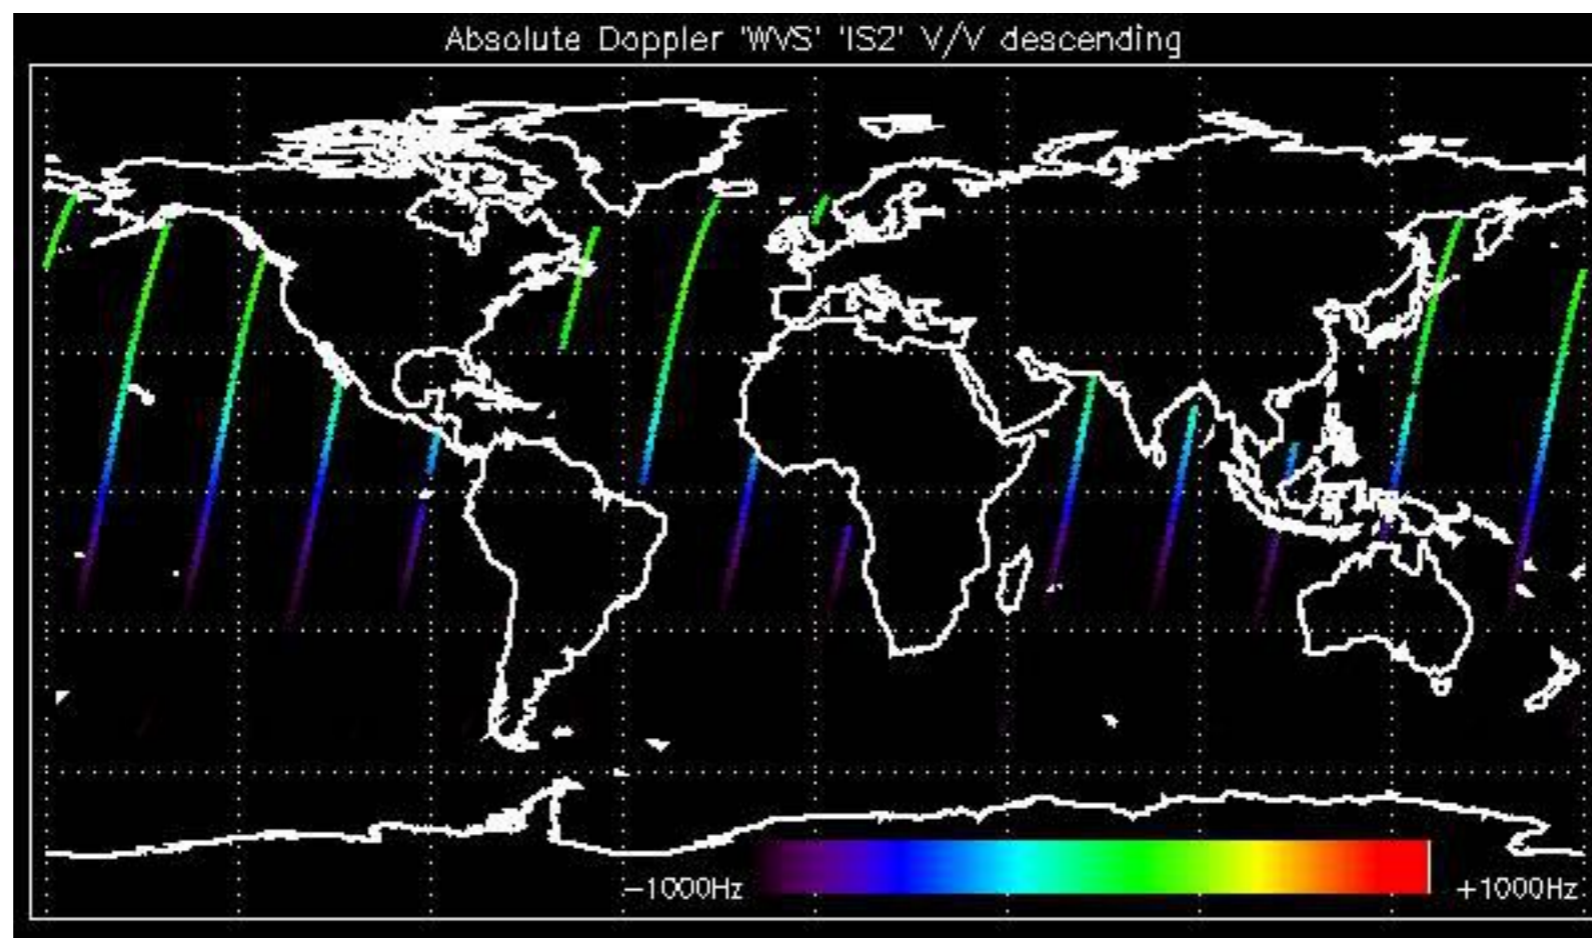 Absolute Doppler 'WVS' 'IS2' V/V descending
−1000Hz +1000Hz